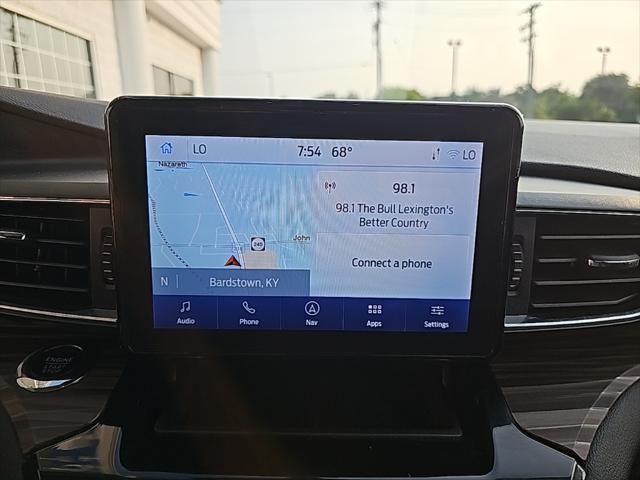 LO
7:54 68°
LO
Nazareth
98.1
98.1 The Bull Lexington's
Better Country
245
John
Connect a phone
N Bardstown, KY
Audio
Phone
Nav
Apps
Settings
ENGINE
START
STOP